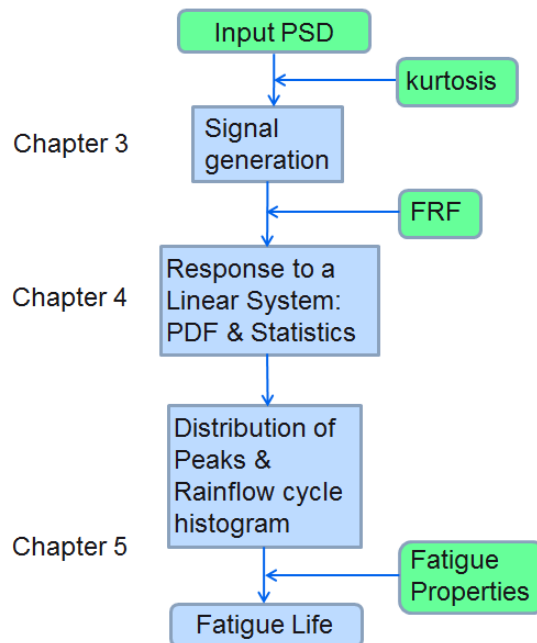 Input PSD
kurtosis
Chapter 3
Signal
generation
FRF
Chapter 4
Response to a
Linear System:
PDF & Statistics
Distribution of
Peaks &
Rainflow cycle
histogram
Chapter 5
Fatigue
Properties
Fatigue Life